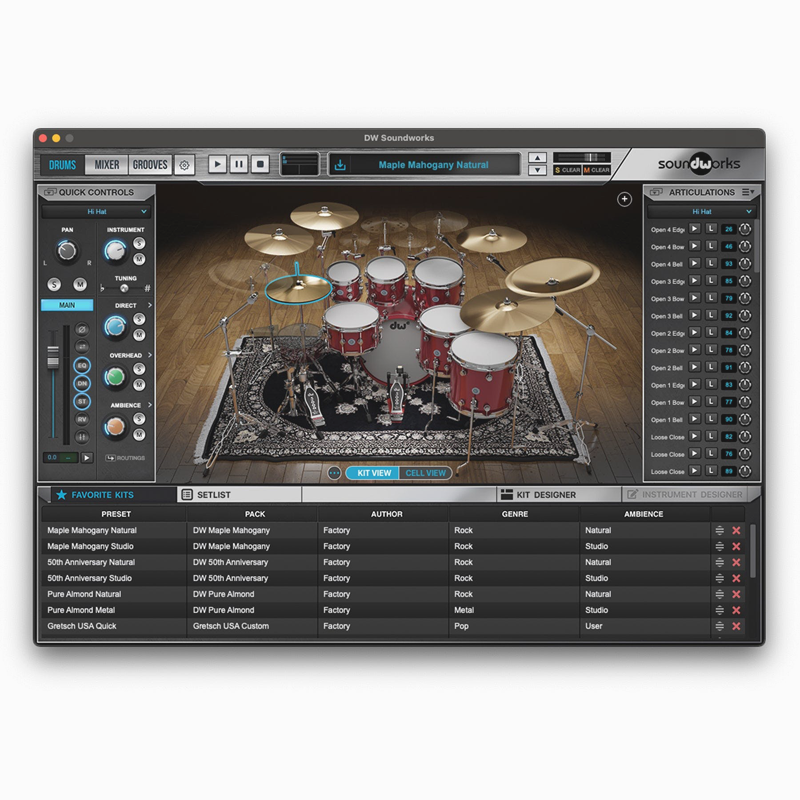 DW Soundworks
DRUMS MIXER GROOVES
Maple Mahogany Natural
S CLEAR M CLEAR
soundworks
QUICK CONTROLS
Hi Hat
PAN
L R
S M
INSTRUMENT
S
M
TUNING
b #
MAIN
DIRECT
S
M
EQ
DN
ST
RV
OVERHEAD
S
M
AMBIENCE
S
M
0.0
ROUTINGS
dw
KIT VIEW CELL VIEW
ARTICULATIONS
Hi Hat
Open 4 Edge L 26
Open 4 Bow L 46
Open 4 Bell L 93
Open 3 Edge L 85
Open 3 Bow L 79
Open 3 Bell L 92
Open 2 Edge L 84
Open 2 Bow L 78
Open 2 Bell L 91
Open 1 Edge L 83
Open 1 Bow L 77
Open 1 Bell L 90
Loose Close L 82
Loose Close L 76
Loose Close L 89
FAVORITE KITS SETLIST KIT DESIGNER INSTRUMENT DESIGNER
PRESET PACK AUTHOR GENRE AMBIENCE
Maple Mahogany Natural DW Maple Mahogany Factory Rock Natural
Maple Mahogany Studio DW Maple Mahogany Factory Rock Studio
50th Anniversary Natural DW 50th Anniversary Factory Rock Natural
50th Anniversary Studio DW 50th Anniversary Factory Rock Studio
Pure Almond Natural DW Pure Almond Factory Rock Natural
Pure Almond Metal DW Pure Almond Factory Metal Studio
Gretsch USA Quick Gretsch USA Custom Factory Pop User